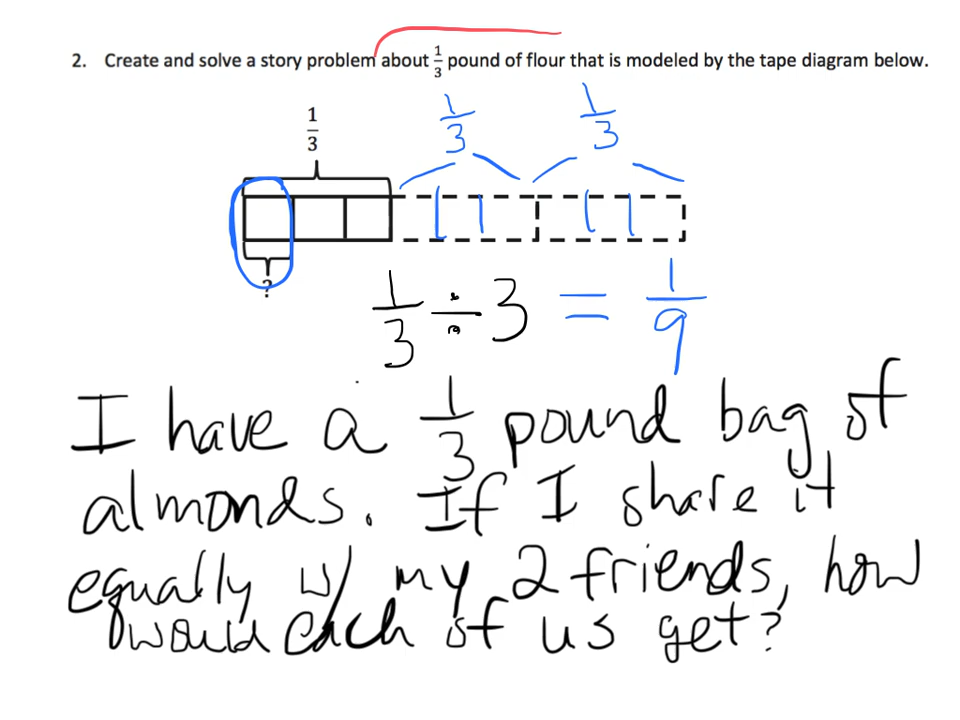 2. Create and solve a story problem about 1/3 pound of flour that is modeled by the tape diagram below.
1/3 1/3 1/3
?
1/3 ÷ 3 = 1/9
I have a 1/3 pound bag of
almonds. If I share it
equally w/ my 2 friends, how
would each of us get?